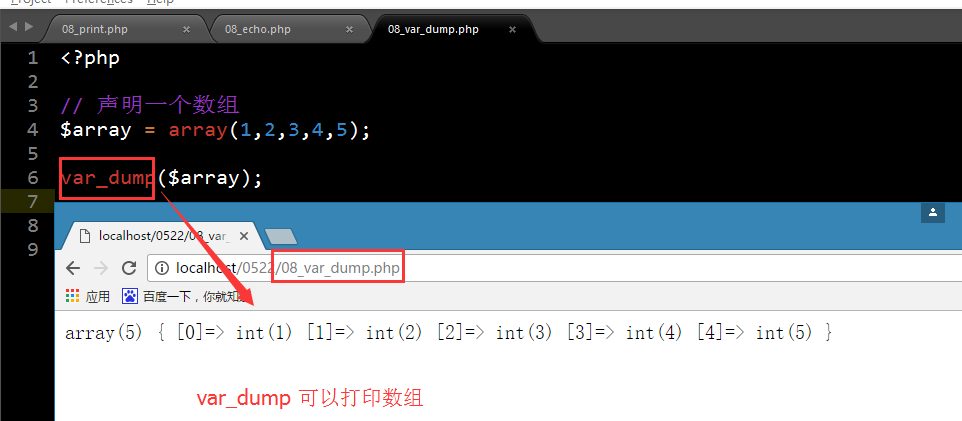 Project Preferences Help
08_print.php × 08_echo.php × 08_var_dump.php ×
1 <?php
2
3 // 声明一个数组
4 $array = array(1,2,3,4,5);
5
6 var_dump($array);
7
8
9
localhost/0522/08_var_ ×
localhost/0522/08_var_dump.php
应用 百度一下，你就知
array(5) { [0]=> int(1) [1]=> int(2) [2]=> int(3) [3]=> int(4) [4]=> int(5) }
var_dump 可以打印数组